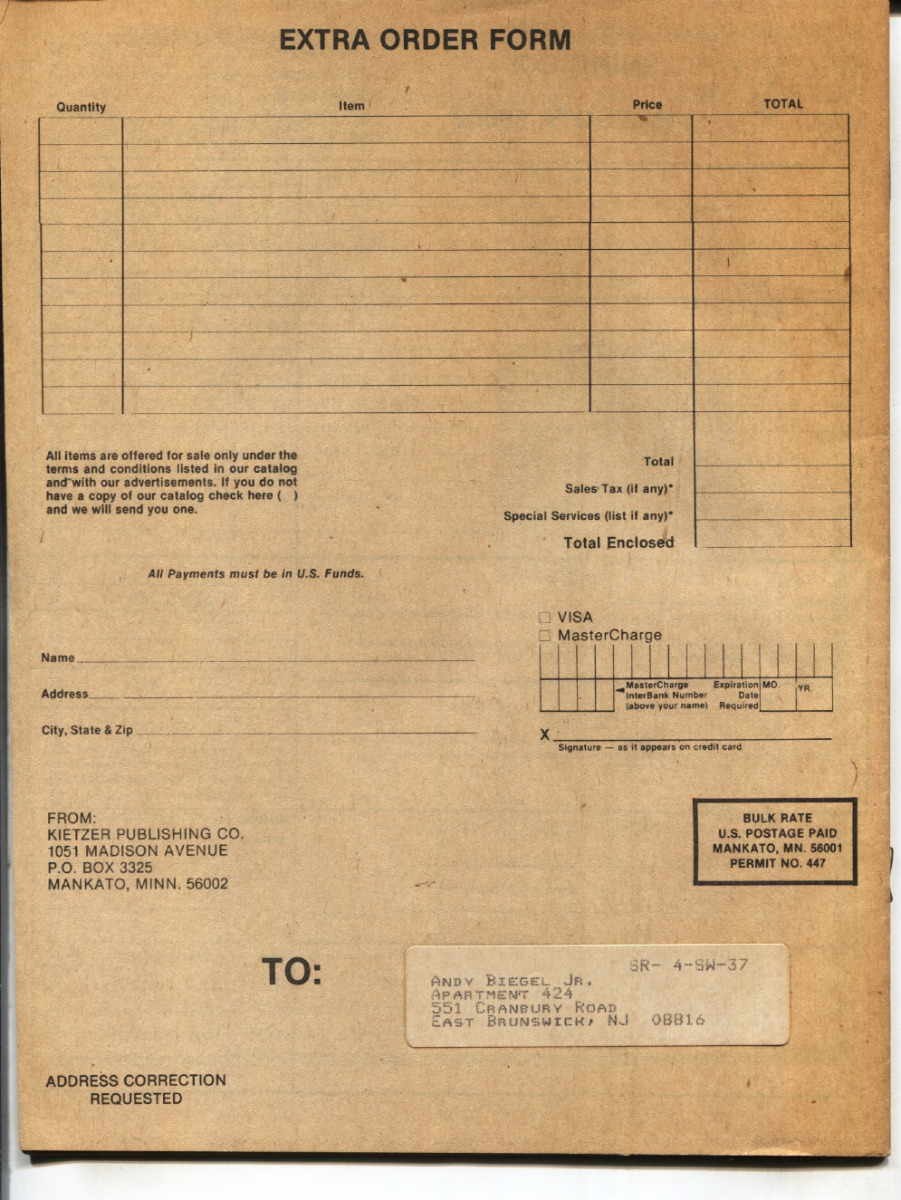 EXTRA ORDER FORM
Quantity Item Price TOTAL
All items are offered for sale only under the
terms and conditions listed in our catalog
and with our advertisements. If you do not
have a copy of our catalog check here ( )
and we will send you one.
Total
Sales Tax (if any)*
Special Services (list if any)*
Total Enclosed
All Payments must be in U.S. Funds.
VISA
MasterCharge
Name
Address
City, State & Zip
MasterCharge
InterBank Number
(above your name)
Expiration
Date
Required
MO.
YR.
X
Signature — as it appears on credit card
FROM:
KIETZER PUBLISHING CO.
1051 MADISON AVENUE
P.O. BOX 3325
MANKATO, MINN. 56002
BULK RATE
U.S. POSTAGE PAID
MANKATO, MN. 56001
PERMIT NO. 447
TO:
SR- 4-SW-37
ANDY BIEGEL JR.
APARTMENT 424
551 CRANBURY ROAD
EAST BRUNSWICK, NJ 08816
ADDRESS CORRECTION
REQUESTED